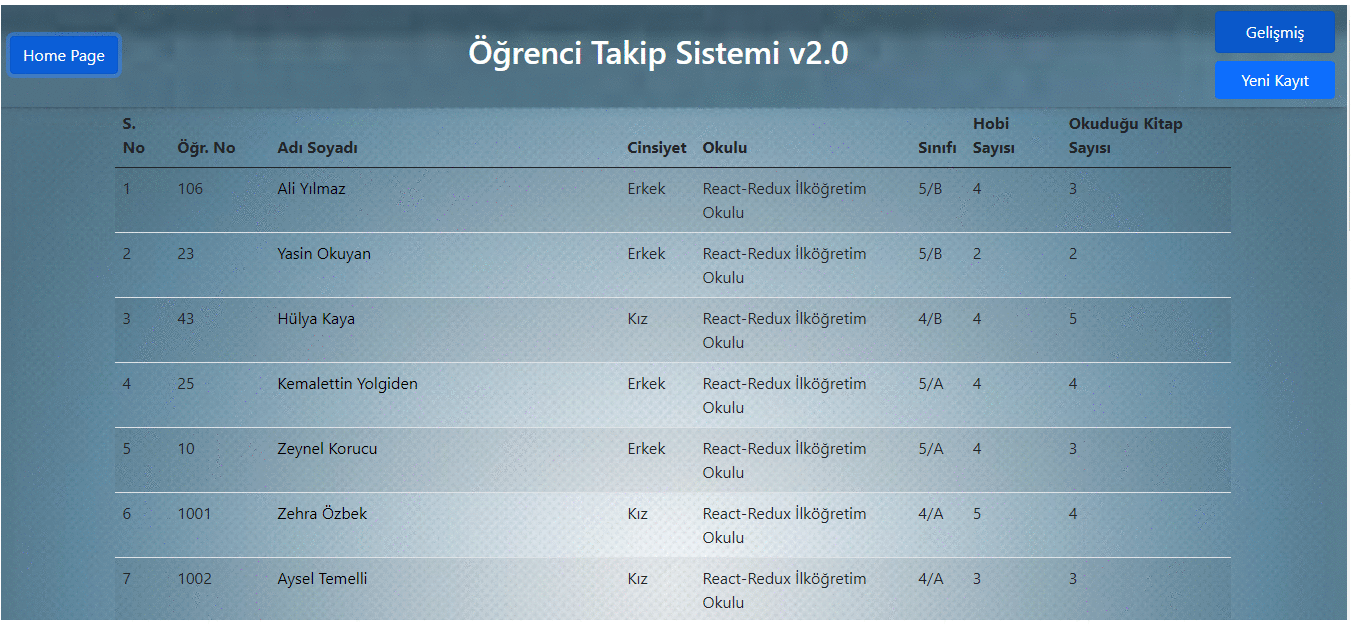 Home Page
Öğrenci Takip Sistemi v2.0
Gelişmiş
Yeni Kayıt
S. No Öğr. No Adı Soyadı Cinsiyet Okulu Sınıfı Hobi Sayısı Okuduğu Kitap Sayısı
1 106 Ali Yılmaz Erkek React-Redux İlköğretim Okulu 5/B 4 3
2 23 Yasin Okuyan Erkek React-Redux İlköğretim Okulu 5/B 2 2
3 43 Hülya Kaya Kız React-Redux İlköğretim Okulu 4/B 4 5
4 25 Kemalettin Yolgiden Erkek React-Redux İlköğretim Okulu 5/A 4 4
5 10 Zeynel Korucu Erkek React-Redux İlköğretim Okulu 5/A 4 3
6 1001 Zehra Özbek Kız React-Redux İlköğretim Okulu 4/A 5 4
7 1002 Aysel Temelli Kız React-Redux İlköğretim Okulu 4/A 3 3